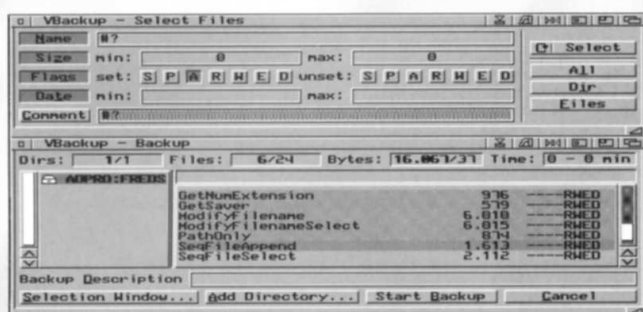 VBackup - Select Files
Name #?
Size min: 0 max: 0
Flags set: S P A R W E D unset: S P A R W E D
Date min: max:
Comment #?
Select
All
Dir
Files
VBackup - Backup
Dirs: 1/1 Files: 6/24 Bytes: 16.067/37 Time: 0 - 0 min
ADPRO:FREDS
GetNumExtension 976 ----RWED
GetSaver 579 ----RWED
ModifyFilename 6.010 ----RWED
ModifyFilenameSelect 6.015 ----RWED
PathOnly 874 ----RWED
SeqFileAppend 1.613 ----RWED
SeqFileSelect 2.112 ----RWED
Backup Description
Selection Window... Add Directory... Start Backup Cancel